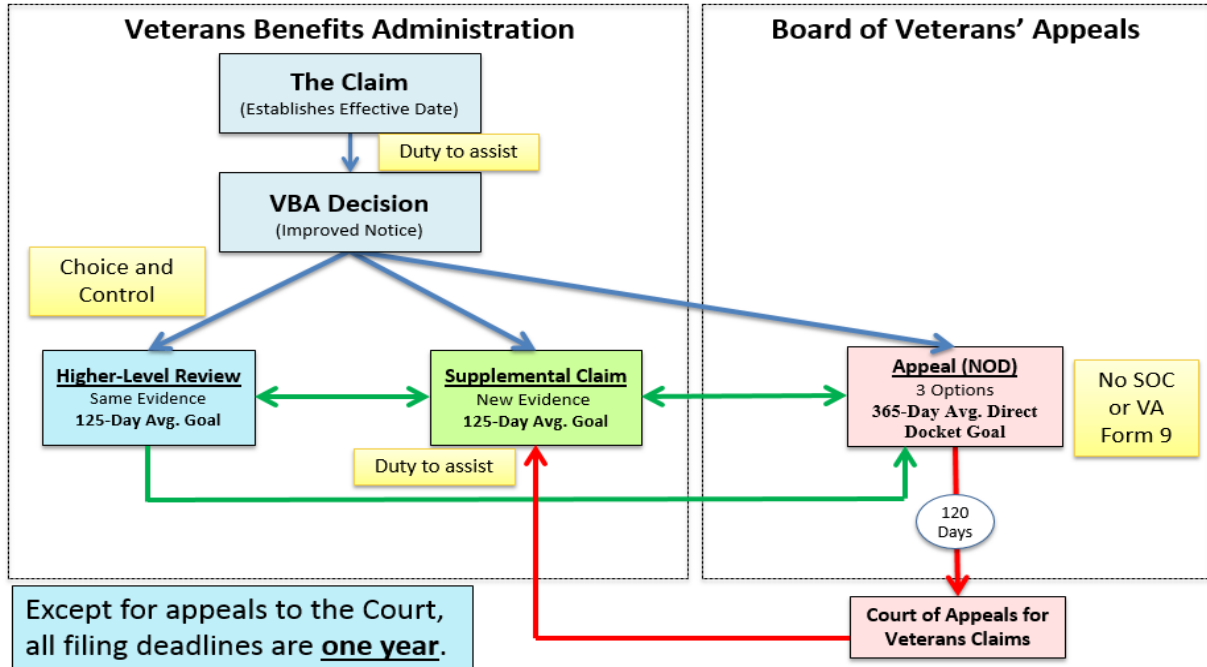 Veterans Benefits Administration
Board of Veterans’ Appeals
The Claim
(Establishes Effective Date)
Duty to assist
VBA Decision
(Improved Notice)
Choice and
Control
Higher-Level Review
Same Evidence
125-Day Avg. Goal
Supplemental Claim
New Evidence
125-Day Avg. Goal
Duty to assist
Appeal (NOD)
3 Options
365-Day Avg. Direct
Docket Goal
No SOC
or VA
Form 9
120
Days
Except for appeals to the Court,
all filing deadlines are one year.
Court of Appeals for
Veterans Claims